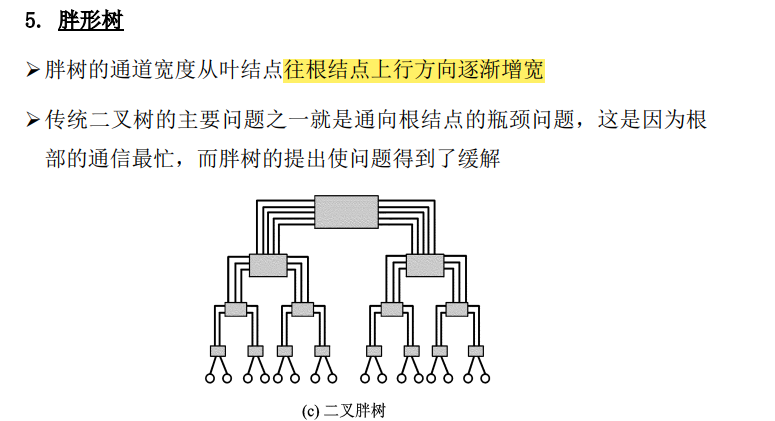 5. 胖形树
➢胖树的通道宽度从叶结点往根结点上行方向逐渐增宽
➢传统二叉树的主要问题之一就是通向根结点的瓶颈问题，这是因为根
部的通信最忙，而胖树的提出使问题得到了缓解
(c) 二叉胖树